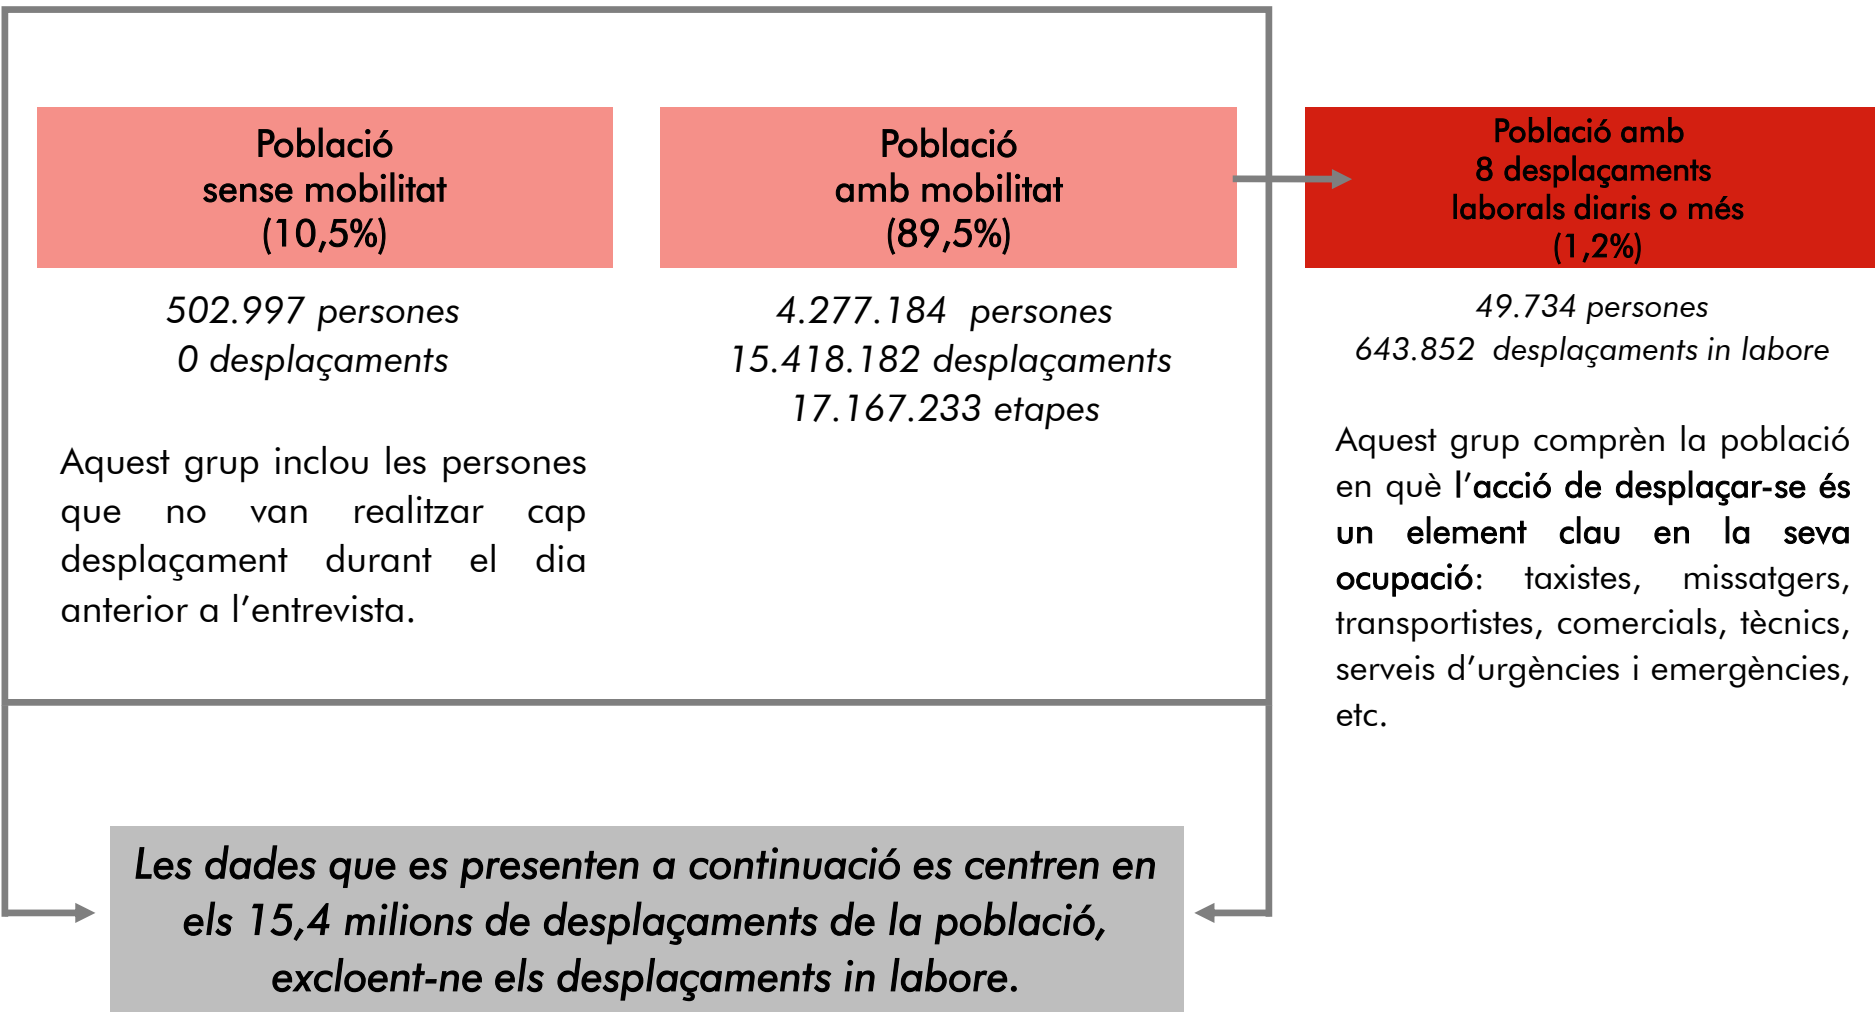 Població
sense mobilitat
(10,5%)
502.997 persones
0 desplaçaments
Aquest grup inclou les persones
que no van realitzar cap
desplaçament durant el dia
anterior a l’entrevista.
Població
amb mobilitat
(89,5%)
4.277.184 persones
15.418.182 desplaçaments
17.167.233 etapes
Població amb
8 desplaçaments
laborals diaris o més
(1,2%)
49.734 persones
643.852 desplaçaments in labore
Aquest grup comprèn la població
en què l’acció de desplaçar-se és
un element clau en la seva
ocupació: taxistes, missatgers,
transportistes, comercials, tècnics,
serveis d’urgències i emergències,
etc.
Les dades que es presenten a continuació es centren en
els 15,4 milions de desplaçaments de la població,
excloent-ne els desplaçaments in labore.